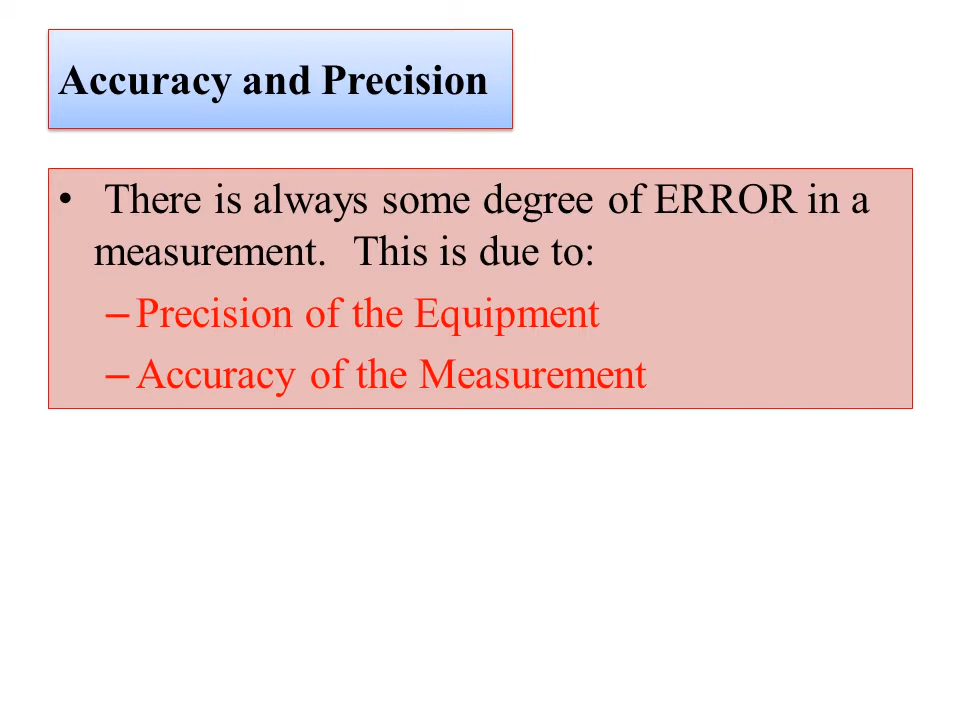 Accuracy and Precision
• There is always some degree of ERROR in a
measurement.  This is due to:
– Precision of the Equipment
– Accuracy of the Measurement